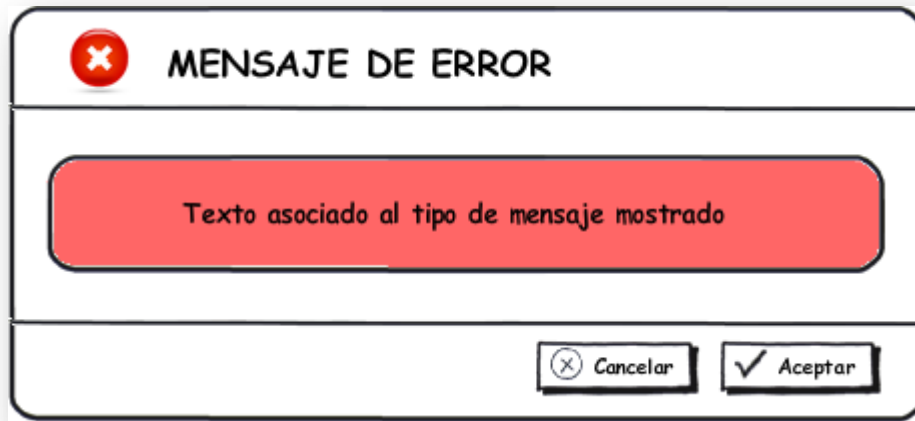 MENSAJE DE ERROR
Texto asociado al tipo de mensaje mostrado
Cancelar
Aceptar